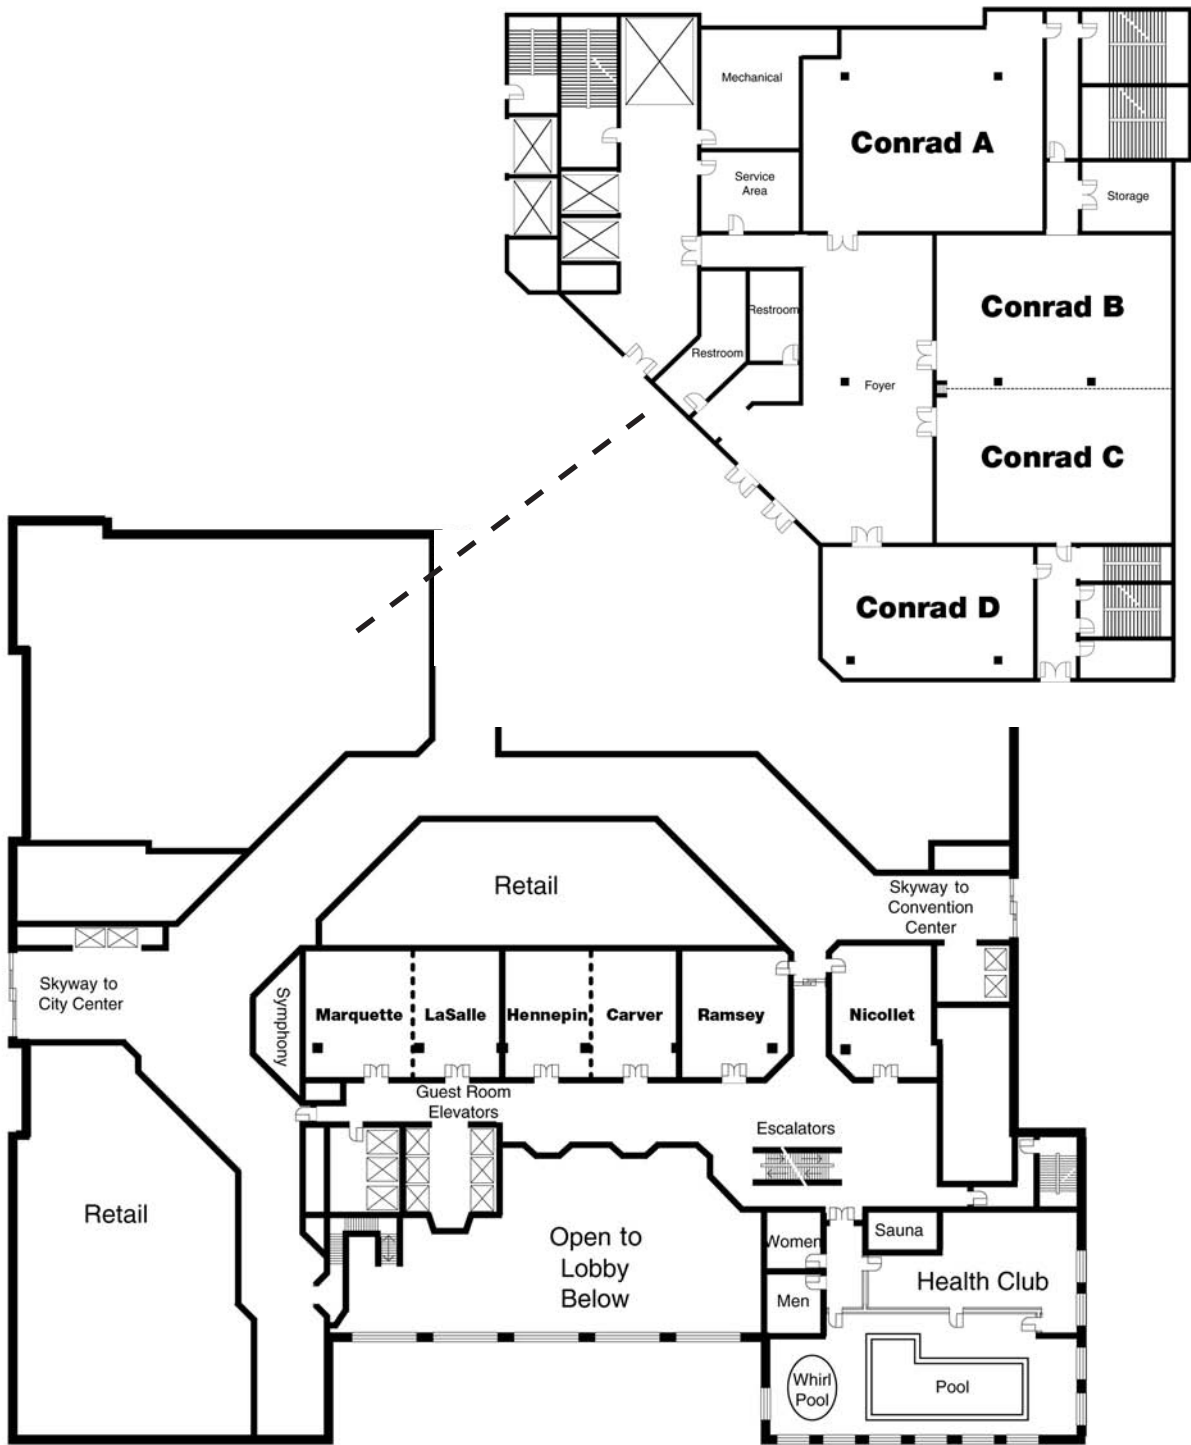 Mechanical
Conrad A
Service
Area
Storage
Conrad B
Restroom
Restroom
Foyer
Conrad C
Conrad D
Retail
Skyway to
Convention
Center
Skyway to
City Center
Symphony
Marquette
LaSalle
Hennepin
Carver
Ramsey
Nicollet
Guest Room
Elevators
Escalators
Retail
Open to
Lobby
Below
Women
Sauna
Men
Health Club
Whirl
Pool
Pool